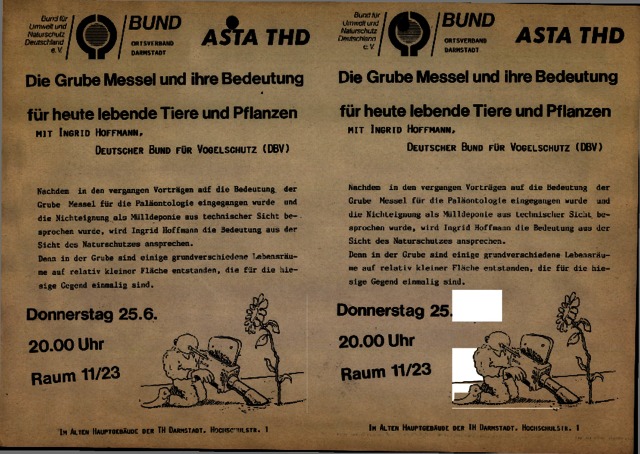 Bund für
Umwelt und
Naturschutz
Deutschland
e.V.
BUND
ORTSVERBAND
DARMSTADT
ASTA THD
Die Grube Messel und ihre Bedeutung
für heute lebende Tiere und Pflanzen
MIT INGRID HOFFMANN,
DEUTSCHER BUND FÜR VOGELSCHUTZ (DBV)
Nachdem in den vergangen Vorträgen auf die Bedeutung der
Grube Messel für die Paläontologie eingegangen wurde und
die Nichteignung als Mülldeponie aus technischer Sicht be-
sprochen wurde, wird Ingrid Hoffmann die Bedeutung aus der
Sicht des Naturschutzes ansprechen.
Denn in der Grube sind einige grundverschiedene Lebensräu-
me auf relativ kleiner Fläche entstanden, die für die hie-
sige Gegend einmalig sind.
Donnerstag 25.6.
20.00 Uhr
Raum 11/23
IM ALTEN HAUPTGEBÄUDE DER TH DARMSTADT, HOCHSCHULSTR. 1
Bund für
Umwelt und
Naturschutz
Deutschland
e.V.
BUND
ORTSVERBAND
DARMSTADT
ASTA THD
Die Grube Messel und ihre Bedeutung
für heute lebende Tiere und Pflanzen
MIT INGRID HOFFMANN,
DEUTSCHER BUND FÜR VOGELSCHUTZ (DBV)
Nachdem in den vergangen Vorträgen auf die Bedeutung der
Grube Messel für die Paläontologie eingegangen wurde und
die Nichteignung als Mülldeponie aus technischer Sicht be-
sprochen wurde, wird Ingrid Hoffmann die Bedeutung aus der
Sicht des Naturschutzes ansprechen.
Denn in der Grube sind einige grundverschiedene Lebensräu-
me auf relativ kleiner Fläche entstanden, die für die hie-
sige Gegend einmalig sind.
Donnerstag 25.
20.00 Uhr
Raum 11/23
IM ALTEN HAUPTGEBÄUDE DER TH DARMSTADT, HOCHSCHULSTR. 1